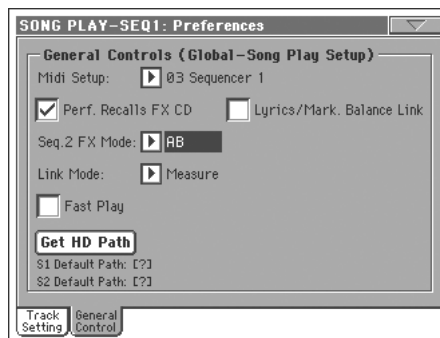 SONG PLAY-SEQ1: Preferences
General Controls (Global-Song Play Setup)
Midi Setup: 03 Sequencer 1
Perf. Recalls FX CD Lyrics/Mark. Balance Link
Seq.2 FX Mode: AB
Link Mode: Measure
Fast Play
Get HD Path
S1 Default Path: [?]
S2 Default Path: [?]
Track Setting General Control